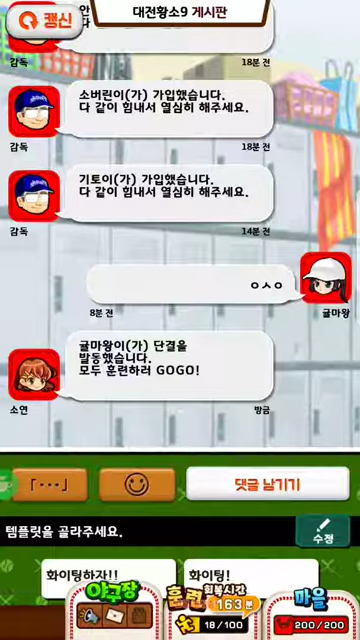 갱신
대전황소9 게시판
감독
18분 전
소버린이(가) 가입했습니다.
다 같이 힘내서 열심히 해주세요.
감독
18분 전
기토이(가) 가입했습니다.
다 같이 힘내서 열심히 해주세요.
감독
14분 전
ㅇㅅㅇ
8분 전
귤마왕
귤마왕이(가) 단결을
발동했습니다.
모두 훈련하러 GOGO!
소연
방금
「···」
댓글 남기기
템플릿을 골라주세요.
수정
화이팅하자!!
화이팅!
야구장
훈련
회복시간
163분
18/100
마을
200/200